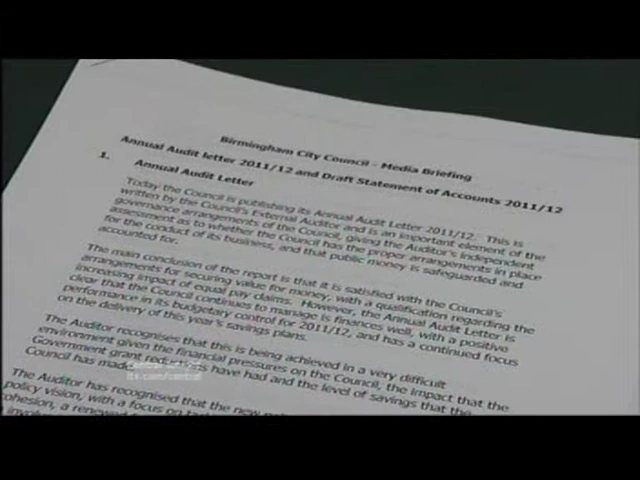 Birmingham City Council - Media Briefing
Annual Audit letter 2011/12 and Draft Statement of Accounts 2011/12
1. Annual Audit Letter
Today the Council is publishing its Annual Audit Letter 2011/12. This is
written by the Council's External Auditor and is an important element of the
governance arrangements of the Council, giving the Auditor's independent
assessment as to whether the Council has the proper arrangements in place
for the conduct of its business, and that public money is safeguarded and
accounted for.
The main conclusion of the report is that it is satisfied with the Council's
arrangements for securing value for money, with a qualification regarding the
increasing impact of equal pay claims. However, the Annual Audit Letter is
clear that the Council continues to manage is finances well, with a positive
performance in its budgetary control for 2011/12, and has a continued focus
on the delivery of this year's savings plans.
The Auditor recognises that this is being achieved in a very difficult
environment given the financial pressures on the Council, the impact that the
Government grant reductions have had and the level of savings that the
Council has made
itv.com/central
The Auditor has recognised that the new
policy vision, with a focus on
cohesion, a renewed